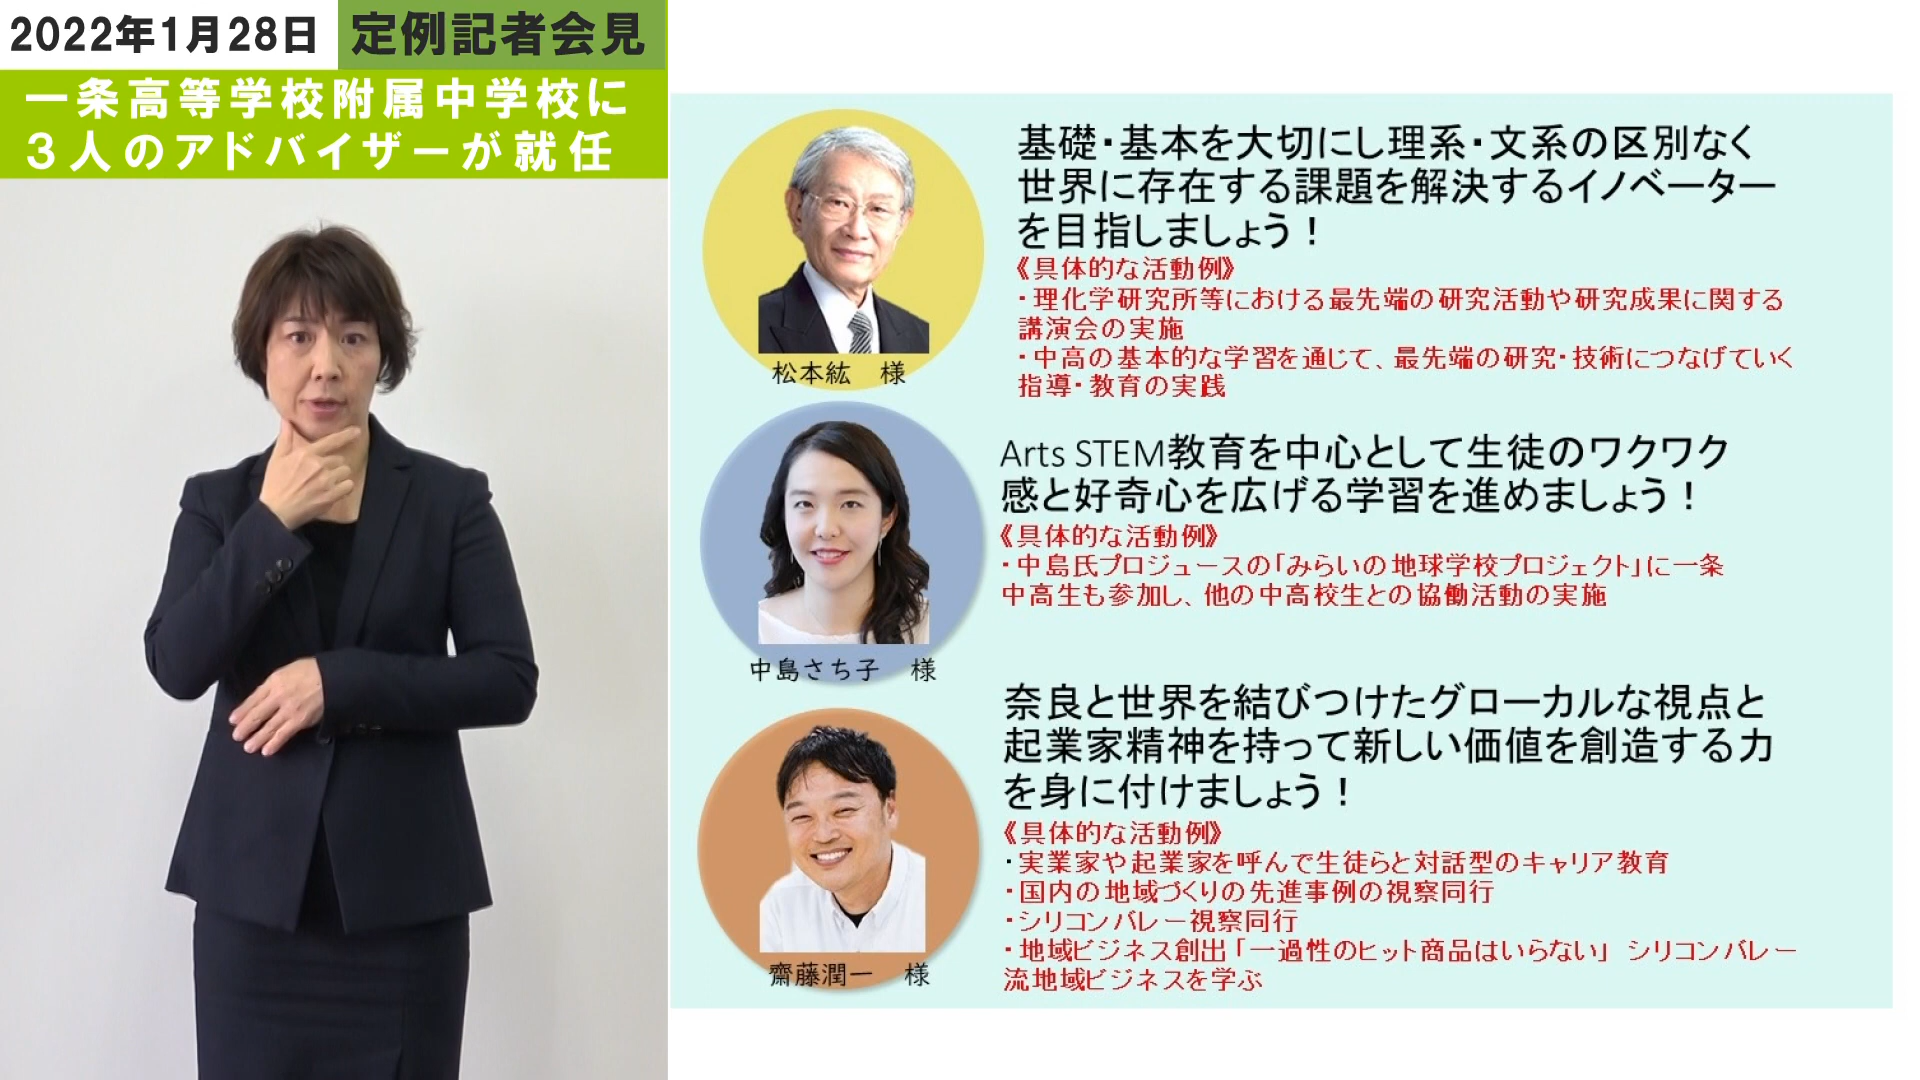 2022年1月28日 定例記者会見
一条高等学校附属中学校に
３人のアドバイザーが就任
基礎・基本を大切にし理系・文系の区別なく
世界に存在する課題を解決するイノベーター
を目指しましょう！
《具体的な活動例》
・理化学研究所等における最先端の研究活動や研究成果に関する
講演会の実施
・中高の基本的な学習を通じて、最先端の研究・技術につなげていく
指導・教育の実践
松本紘　様
Arts STEM教育を中心として生徒のワクワク
感と好奇心を広げる学習を進めましょう！
《具体的な活動例》
・中島氏プロジュースの「みらいの地球学校プロジェクト」に一条
中高生も参加し、他の中高校生との協働活動の実施
中島さち子　様
奈良と世界を結びつけたグローカルな視点と
起業家精神を持って新しい価値を創造する力
を身に付けましょう！
《具体的な活動例》
・実業家や起業家を呼んで生徒らと対話型のキャリア教育
・国内の地域づくりの先進事例の視察同行
・シリコンバレー視察同行
・地域ビジネス創出「一過性のヒット商品はいらない」　シリコンバレー
流地域ビジネスを学ぶ
齋藤潤一　様